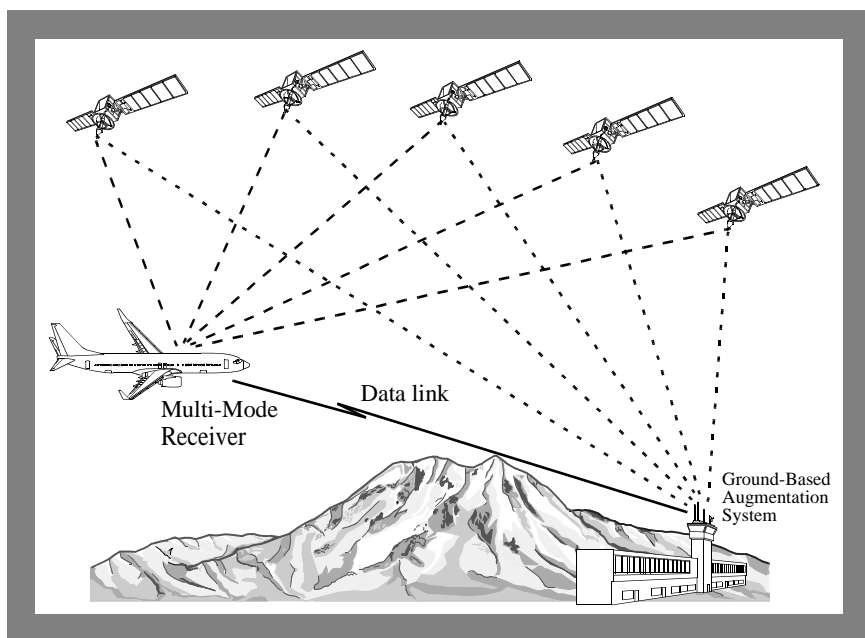 Data link
Multi-Mode
Receiver
Ground-Based
Augmentation
System